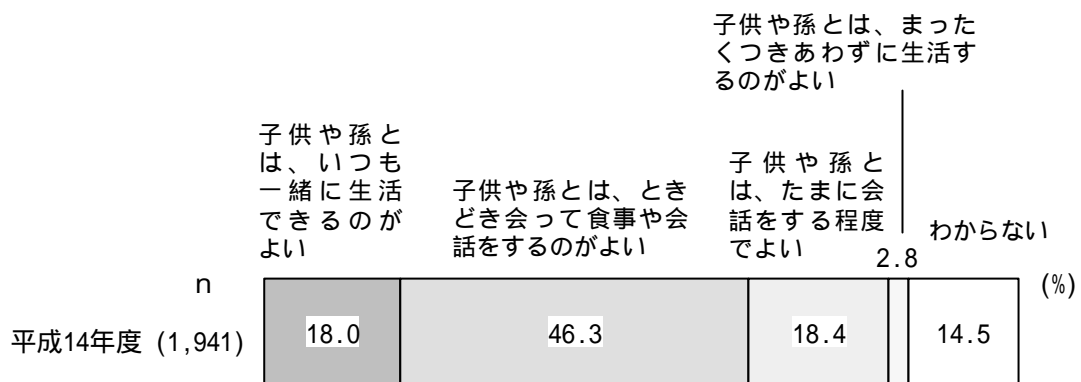 子供や孫とは、まった
くつきあわずに生活す
るのがよい
子供や孫と
は、いつも
一緒に生活
できるのが
よい
子供や孫とは、とき
どき会って食事や会
話をするのがよい
子供や孫と
は、たまに会
話をする程度
でよい
わからない
2.8
n
(%)
平成14年度 (1,941)
18.0
46.3
18.4
14.5